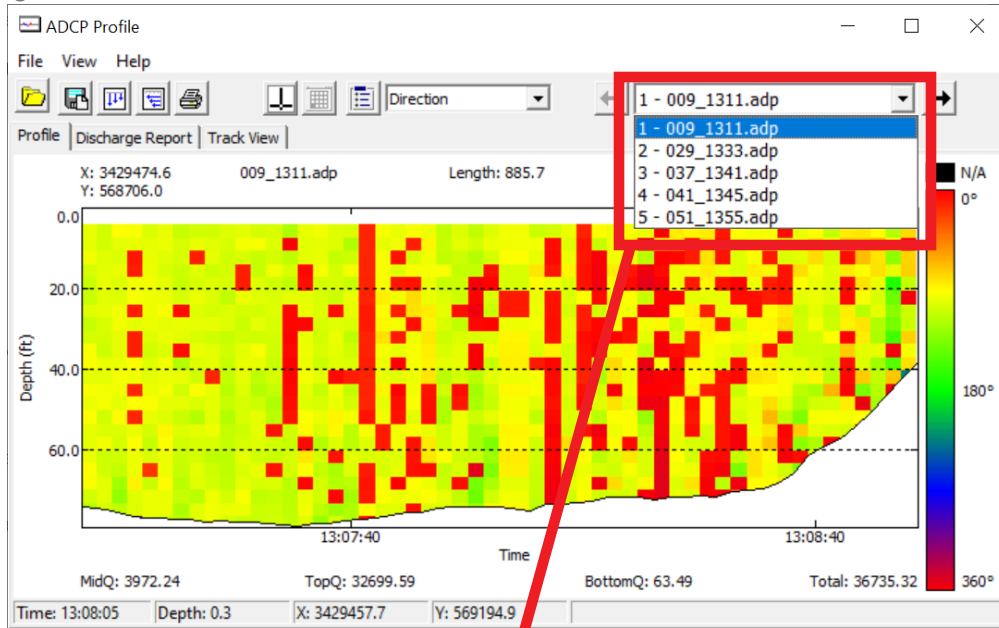 ADCP Profile
File View Help
Direction
1 - 009_1311.adp
1 - 009_1311.adp
2 - 029_1333.adp
3 - 037_1341.adp
4 - 041_1345.adp
5 - 051_1355.adp
Profile Discharge Report Track View
X: 3429474.6 009_1311.adp Length: 885.7
Y: 568706.0
N/A
0°
180°
360°
0.0
20.0
40.0
60.0
Depth (ft)
13:07:40 13:08:40
Time
MidQ: 3972.24 TopQ: 32699.59 BottomQ: 63.49 Total: 36735.32
Time: 13:08:05 Depth: 0.3 X: 3429457.7 Y: 569194.9